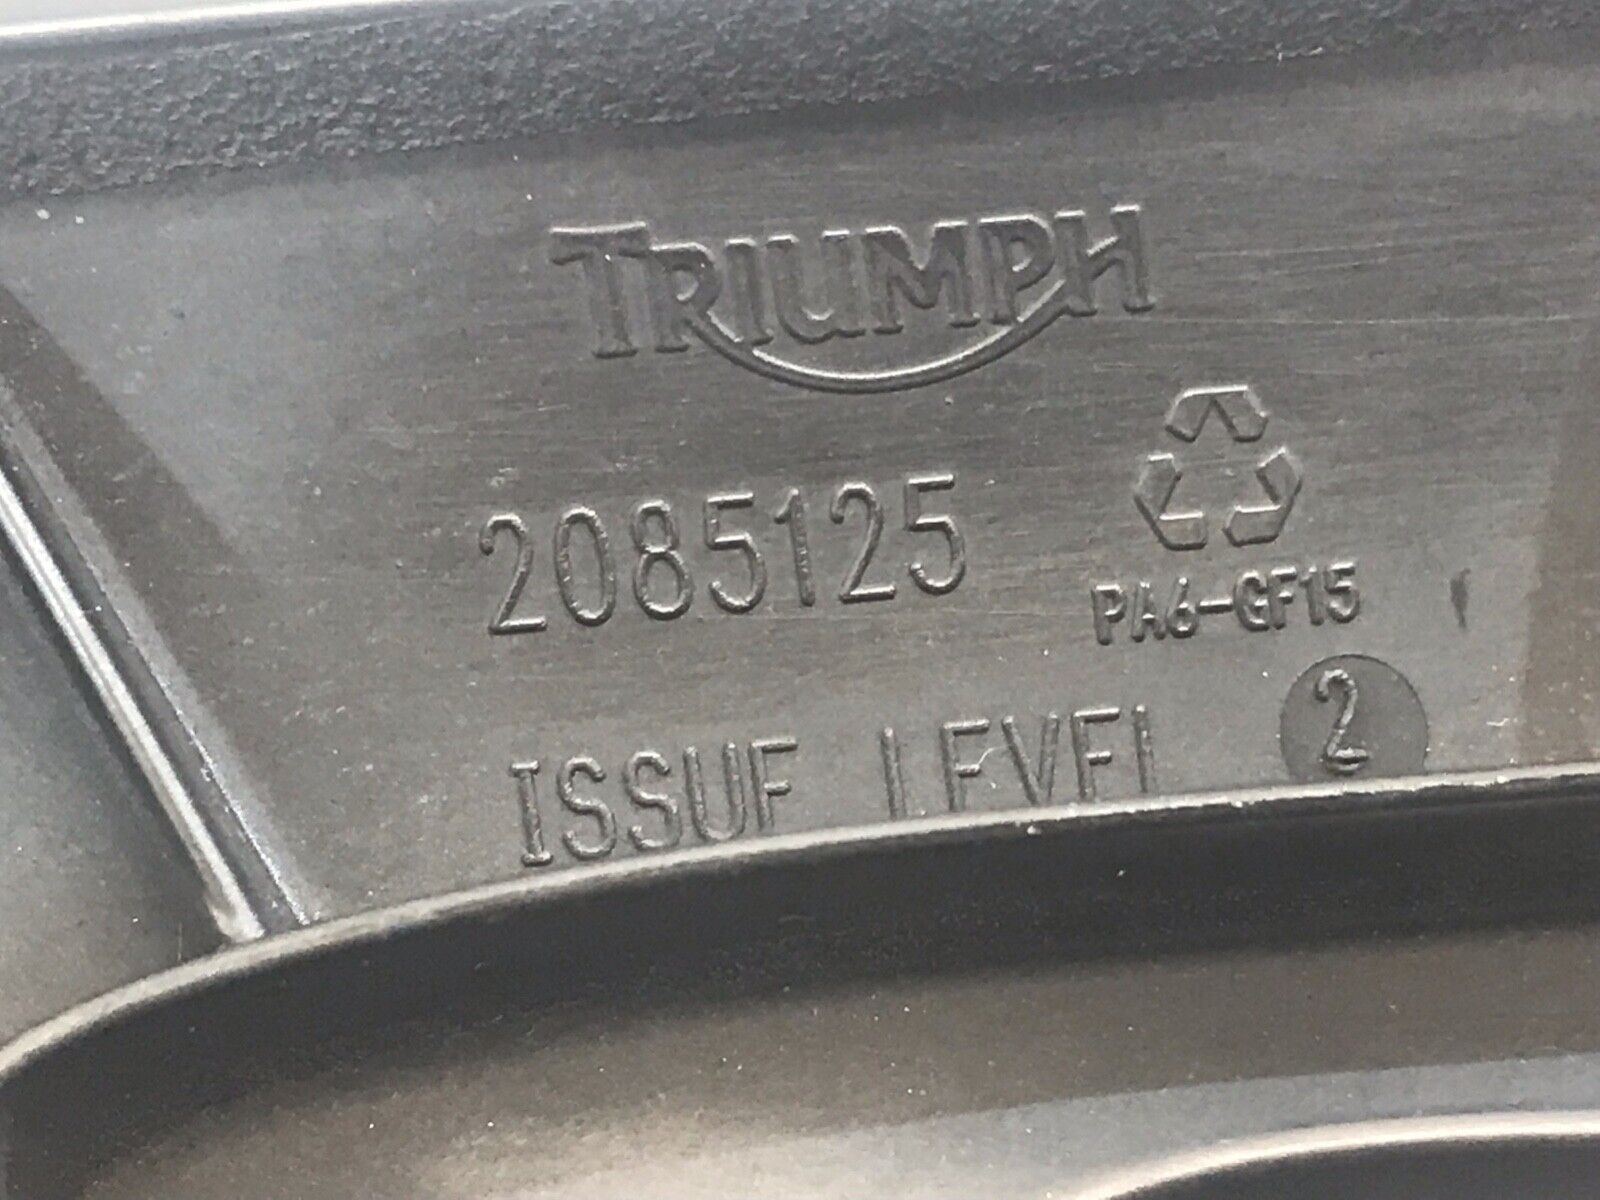 TRIUMPH
2085125
PA6-GF15
ISSUE LEVEL 2